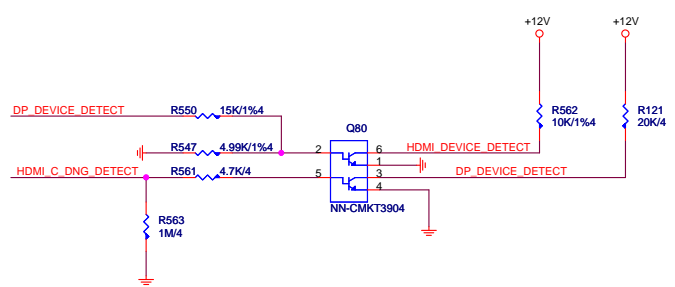 +12V +12V
R562
10K/1%4
R121
20K/4
DP_DEVICE_DETECT R550 15K/1%4
Q80
R547 4.99K/1%4 2 6 HDMI_DEVICE_DETECT
1
HDMI_C_DNG_DETECT R561 4.7K/4 5 3 DP_DEVICE_DETECT
4
NN-CMKT3904
R563
1M/4